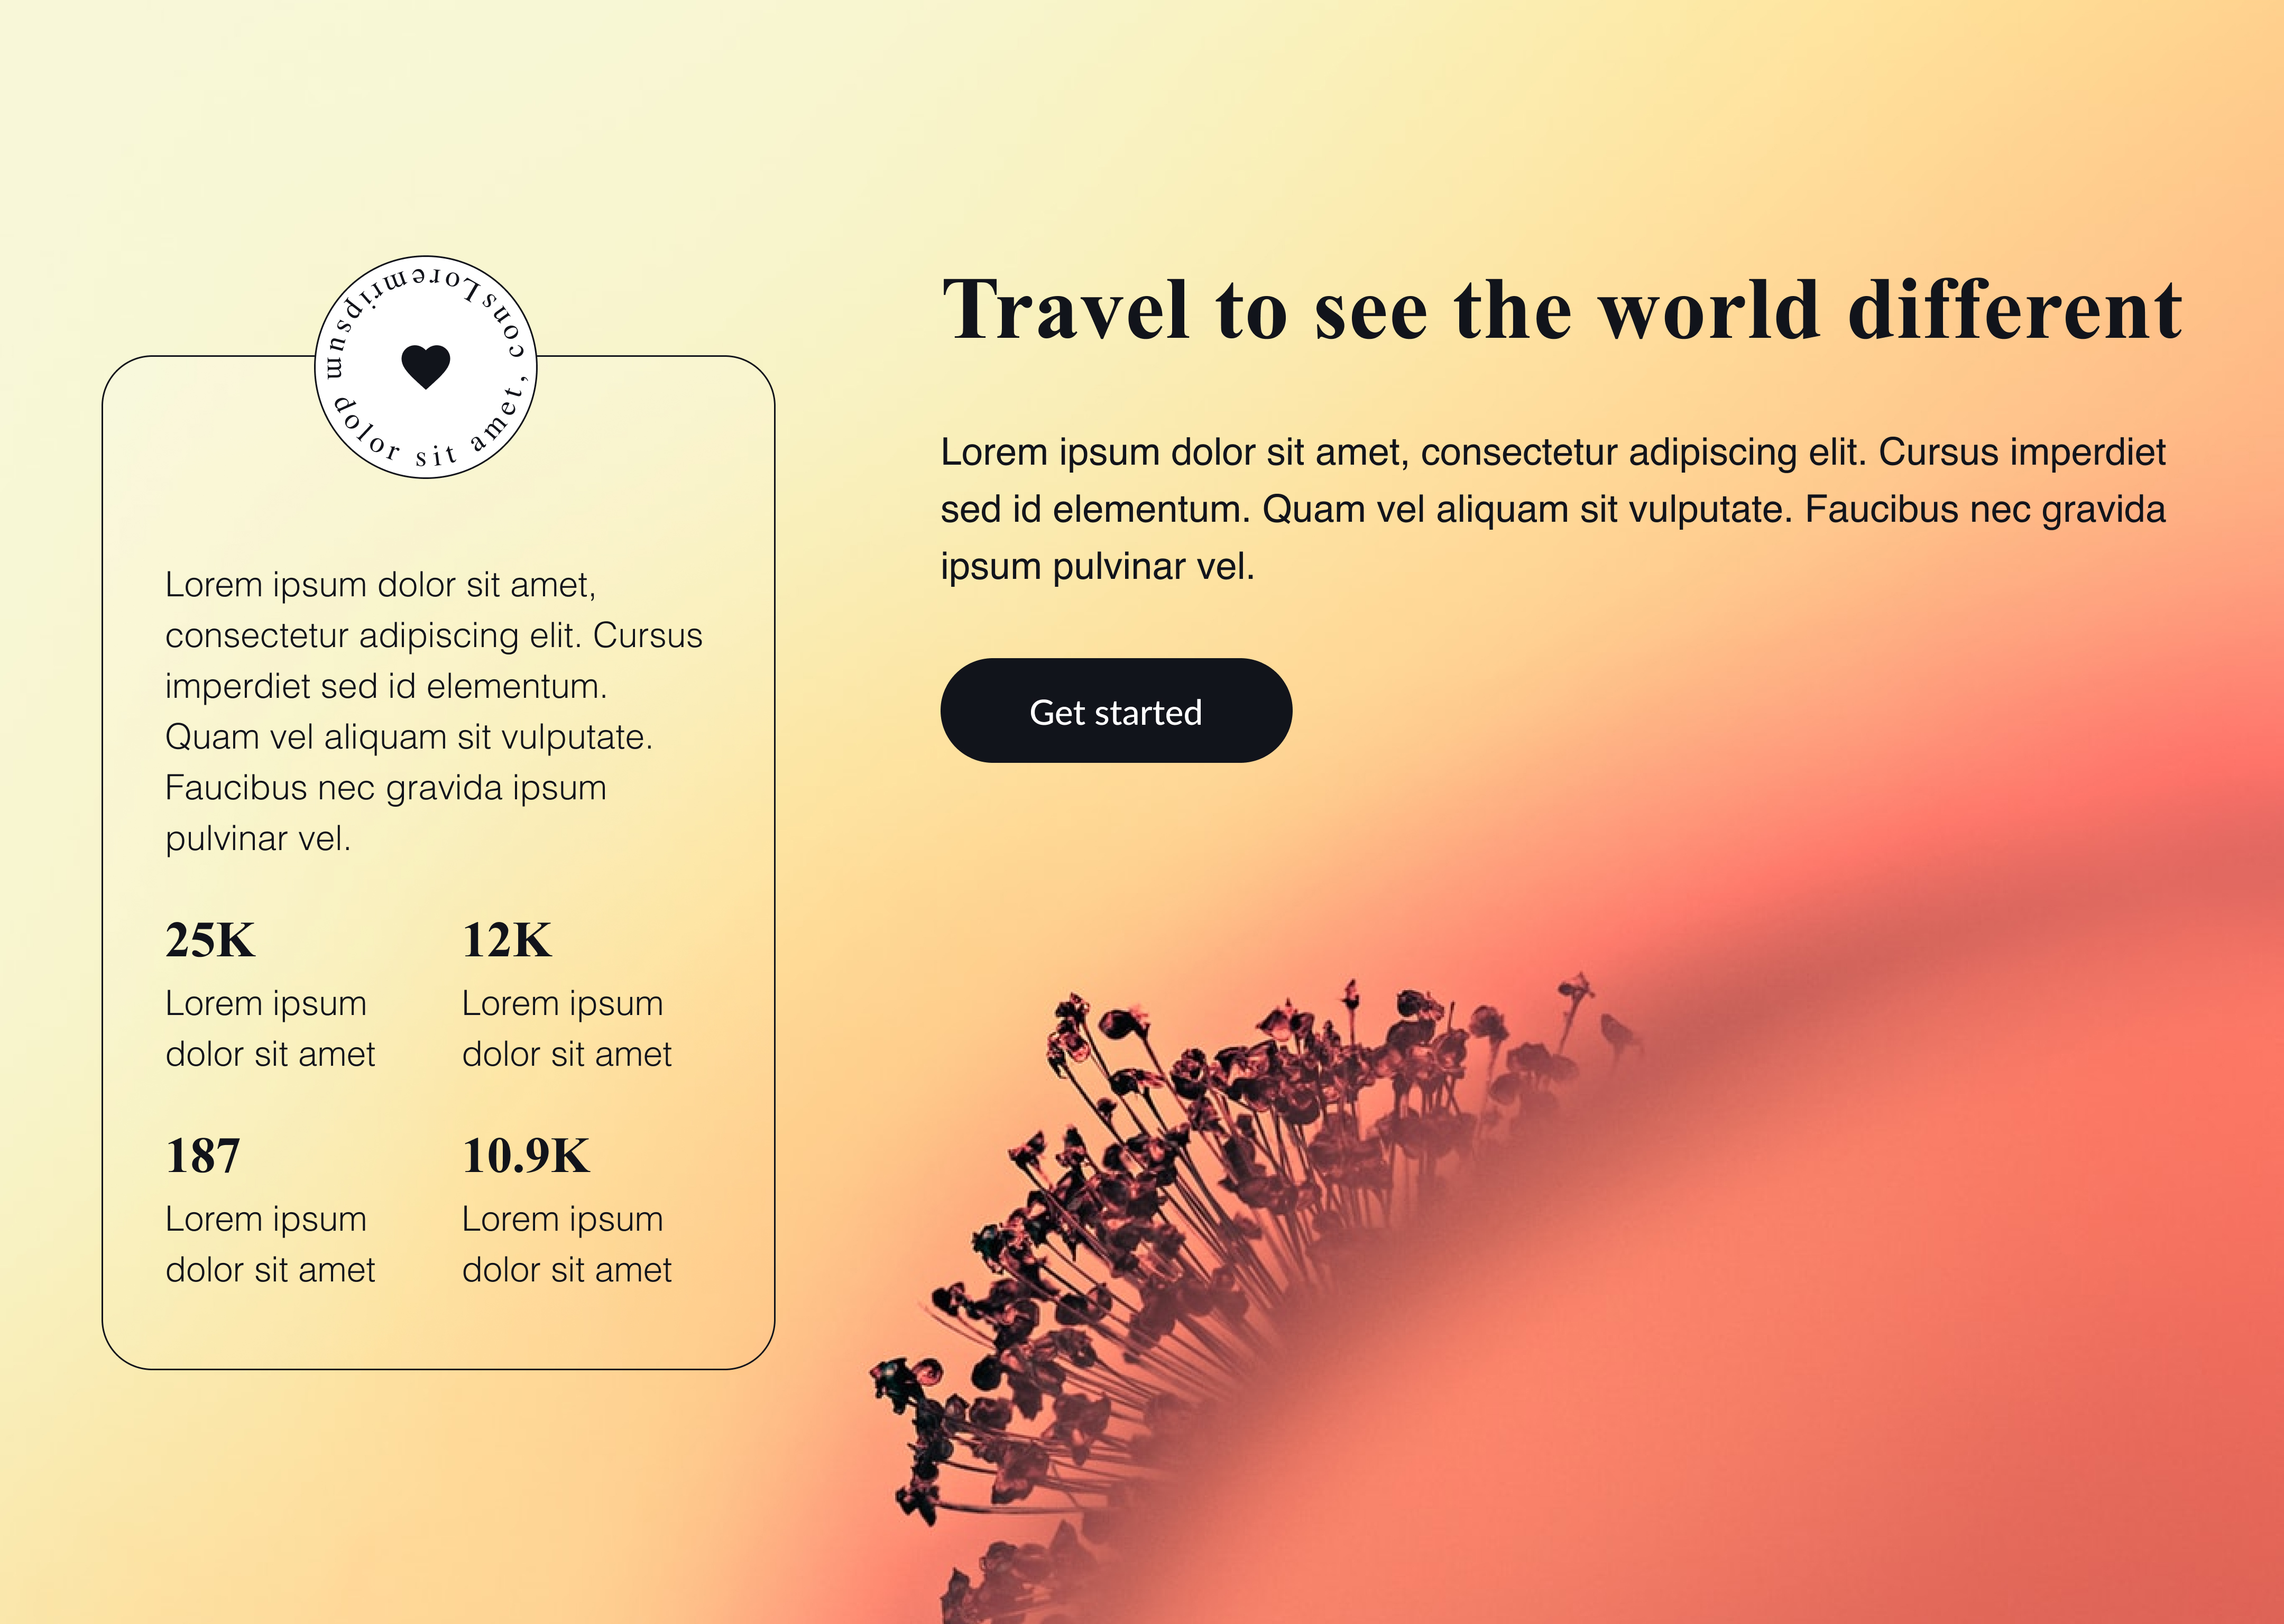 Loremripsum dolor sit amet, cons
Travel to see the world different
Lorem ipsum dolor sit amet, consectetur adipiscing elit. Cursus imperdiet
sed id elementum. Quam vel aliquam sit vulputate. Faucibus nec gravida
ipsum pulvinar vel.
Get started
Lorem ipsum dolor sit amet,
consectetur adipiscing elit. Cursus
imperdiet sed id elementum.
Quam vel aliquam sit vulputate.
Faucibus nec gravida ipsum
pulvinar vel.
25K
Lorem ipsum
dolor sit amet
12K
Lorem ipsum
dolor sit amet
187
Lorem ipsum
dolor sit amet
10.9K
Lorem ipsum
dolor sit amet